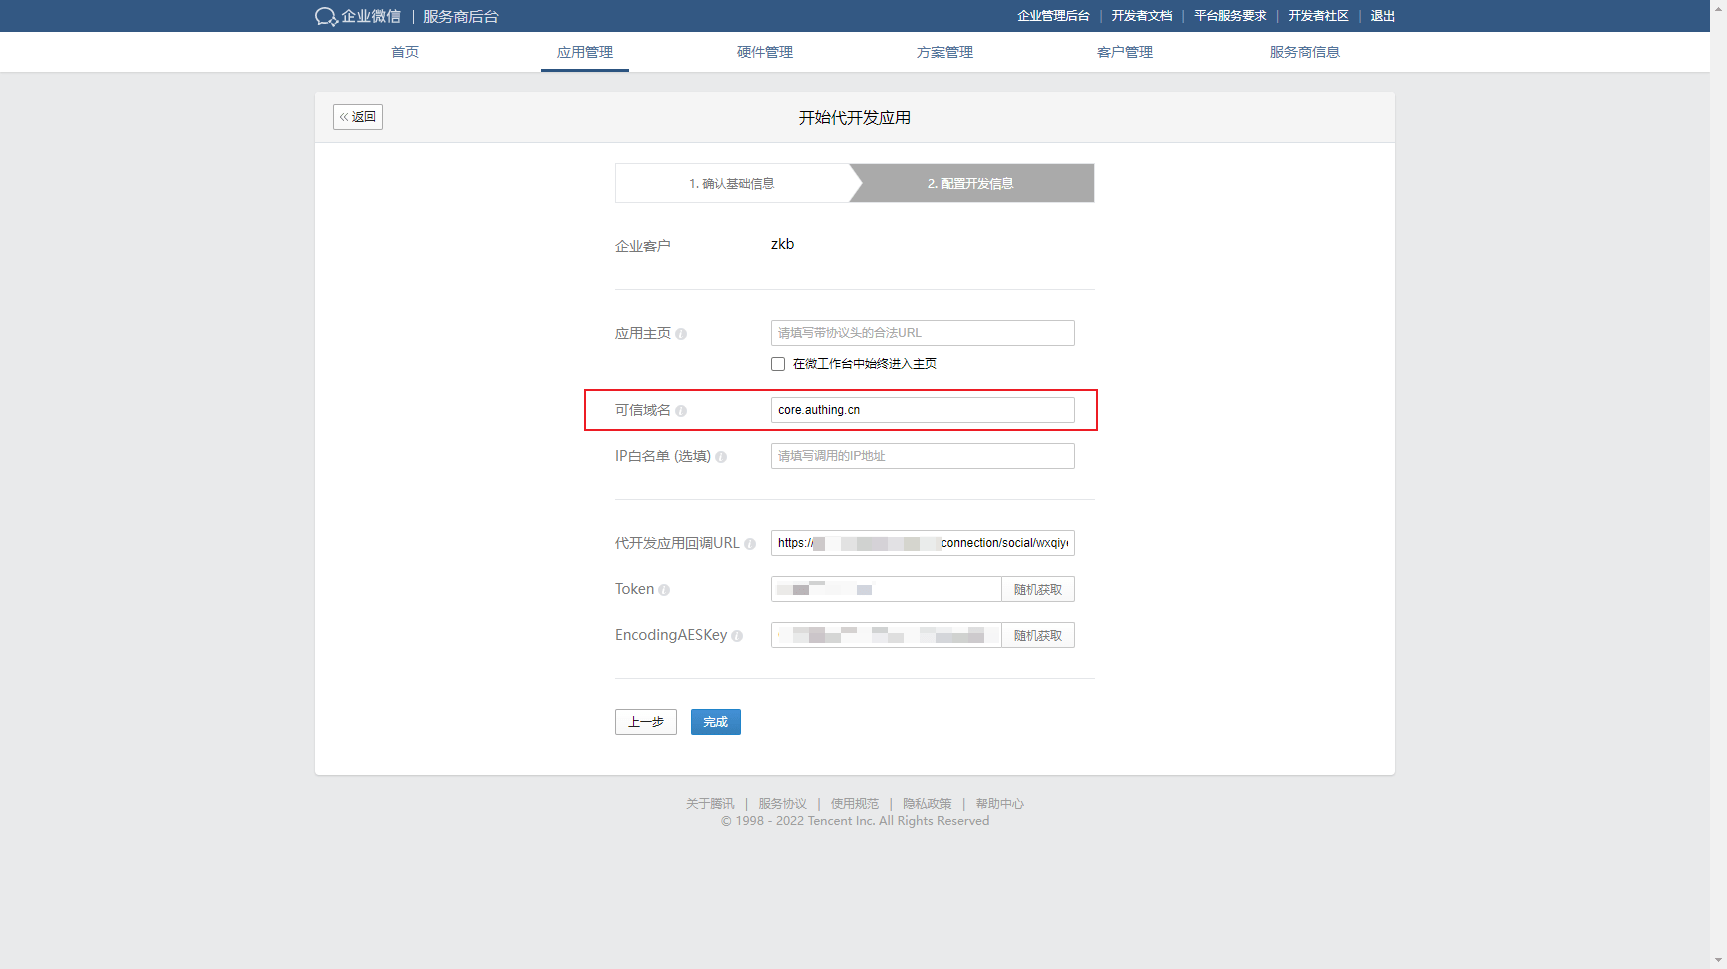 企业微信 | 服务商后台
企业管理后台 | 开发者文档 | 平台服务要求 | 开发者社区 | 退出
首页 应用管理 硬件管理 方案管理 客户管理 服务商信息
« 返回
开始代开发应用
1. 确认基础信息 2. 配置开发信息
企业客户 zkb
应用主页 请填写带协议头的合法URL
在微工作台中始终进入主页
可信域名 core.authing.cn
IP白名单 (选填) 请填写调用的IP地址
代开发应用回调URL https:// connection/social/wxqiy
Token 随机获取
EncodingAESKey 随机获取
上一步 完成
关于腾讯 | 服务协议 | 使用规范 | 隐私政策 | 帮助中心
© 1998 - 2022 Tencent Inc. All Rights Reserved